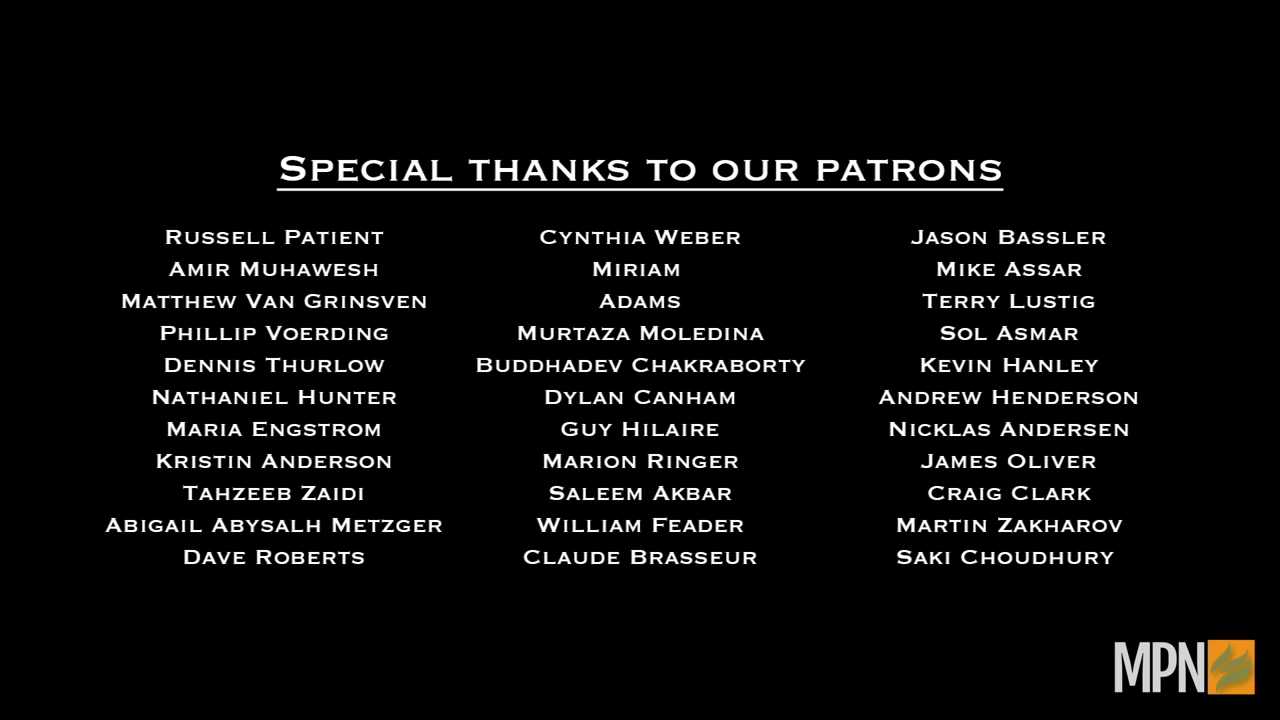 Special thanks to our patrons
Russell Patient
Amir Muhawesh
Matthew Van Grinsven
Phillip Voerding
Dennis Thurlow
Nathaniel Hunter
Maria Engstrom
Kristin Anderson
Tahzeeb Zaidi
Abigail Abysalh Metzger
Dave Roberts
Cynthia Weber
Miriam
Adams
Murtaza Moledina
Buddhadev Chakraborty
Dylan Canham
Guy Hilaire
Marion Ringer
Saleem Akbar
William Feader
Claude Brasseur
Jason Bassler
Mike Assar
Terry Lustig
Sol Asmar
Kevin Hanley
Andrew Henderson
Nicklas Andersen
James Oliver
Craig Clark
Martin Zakharov
Saki Choudhury
MPN